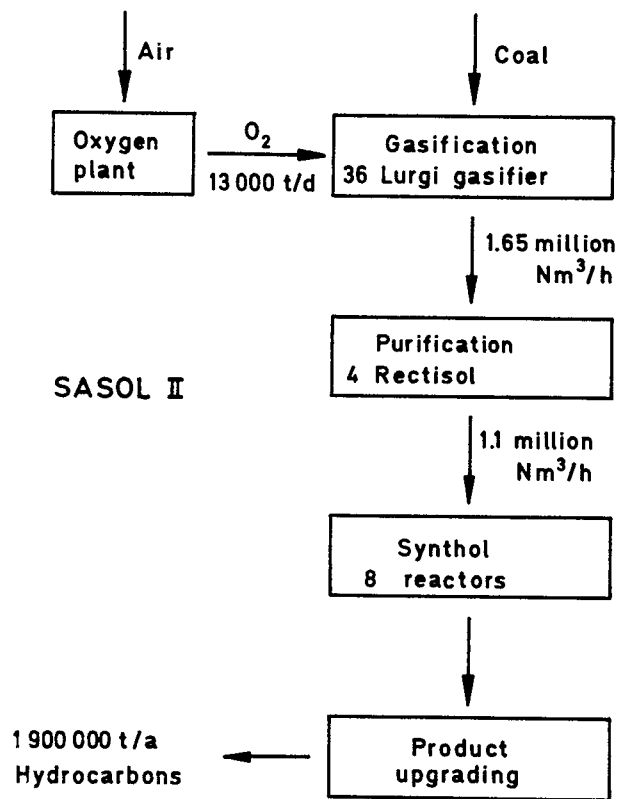 Air
Coal
Oxygen
plant
O₂
13 000 t/d
Gasification
36 Lurgi gasifier
1.65 million
Nm³/h
Purification
4 Rectisol
SASOL II
1.1 million
Nm³/h
Synthol
8 reactors
1 900 000 t/a
Hydrocarbons
Product
upgrading